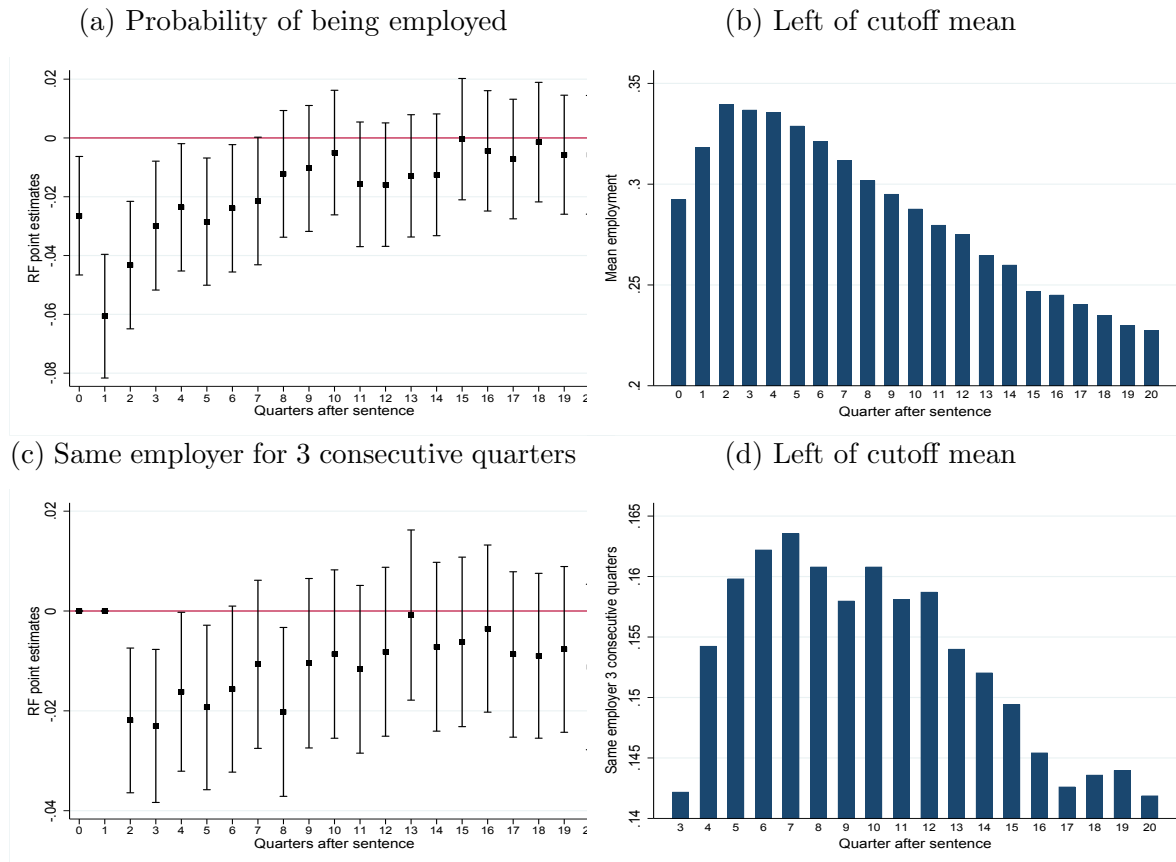 (a) Probability of being employed
(b) Left of cutoff mean
.02
0
-.02
-.04
-.06
-.08
RF point estimates
0 1 2 3 4 5 6 7 8 9 10 11 12 13 14 15 16 17 18 19
Quarters after sentence
.35
.3
.25
.2
Mean employment
0 1 2 3 4 5 6 7 8 9 10 11 12 13 14 15 16 17 18 19 20
Quarter after sentence
(c) Same employer for 3 consecutive quarters
(d) Left of cutoff mean
.02
0
-.02
-.04
RF point estimates
0 1 2 3 4 5 6 7 8 9 10 11 12 13 14 15 16 17 18 19
Quarters after sentence
.165
.16
.155
.15
.145
.14
Same employer 3 consecutive quarters
3 4 5 6 7 8 9 10 11 12 13 14 15 16 17 18 19 20
Quarter after sentence